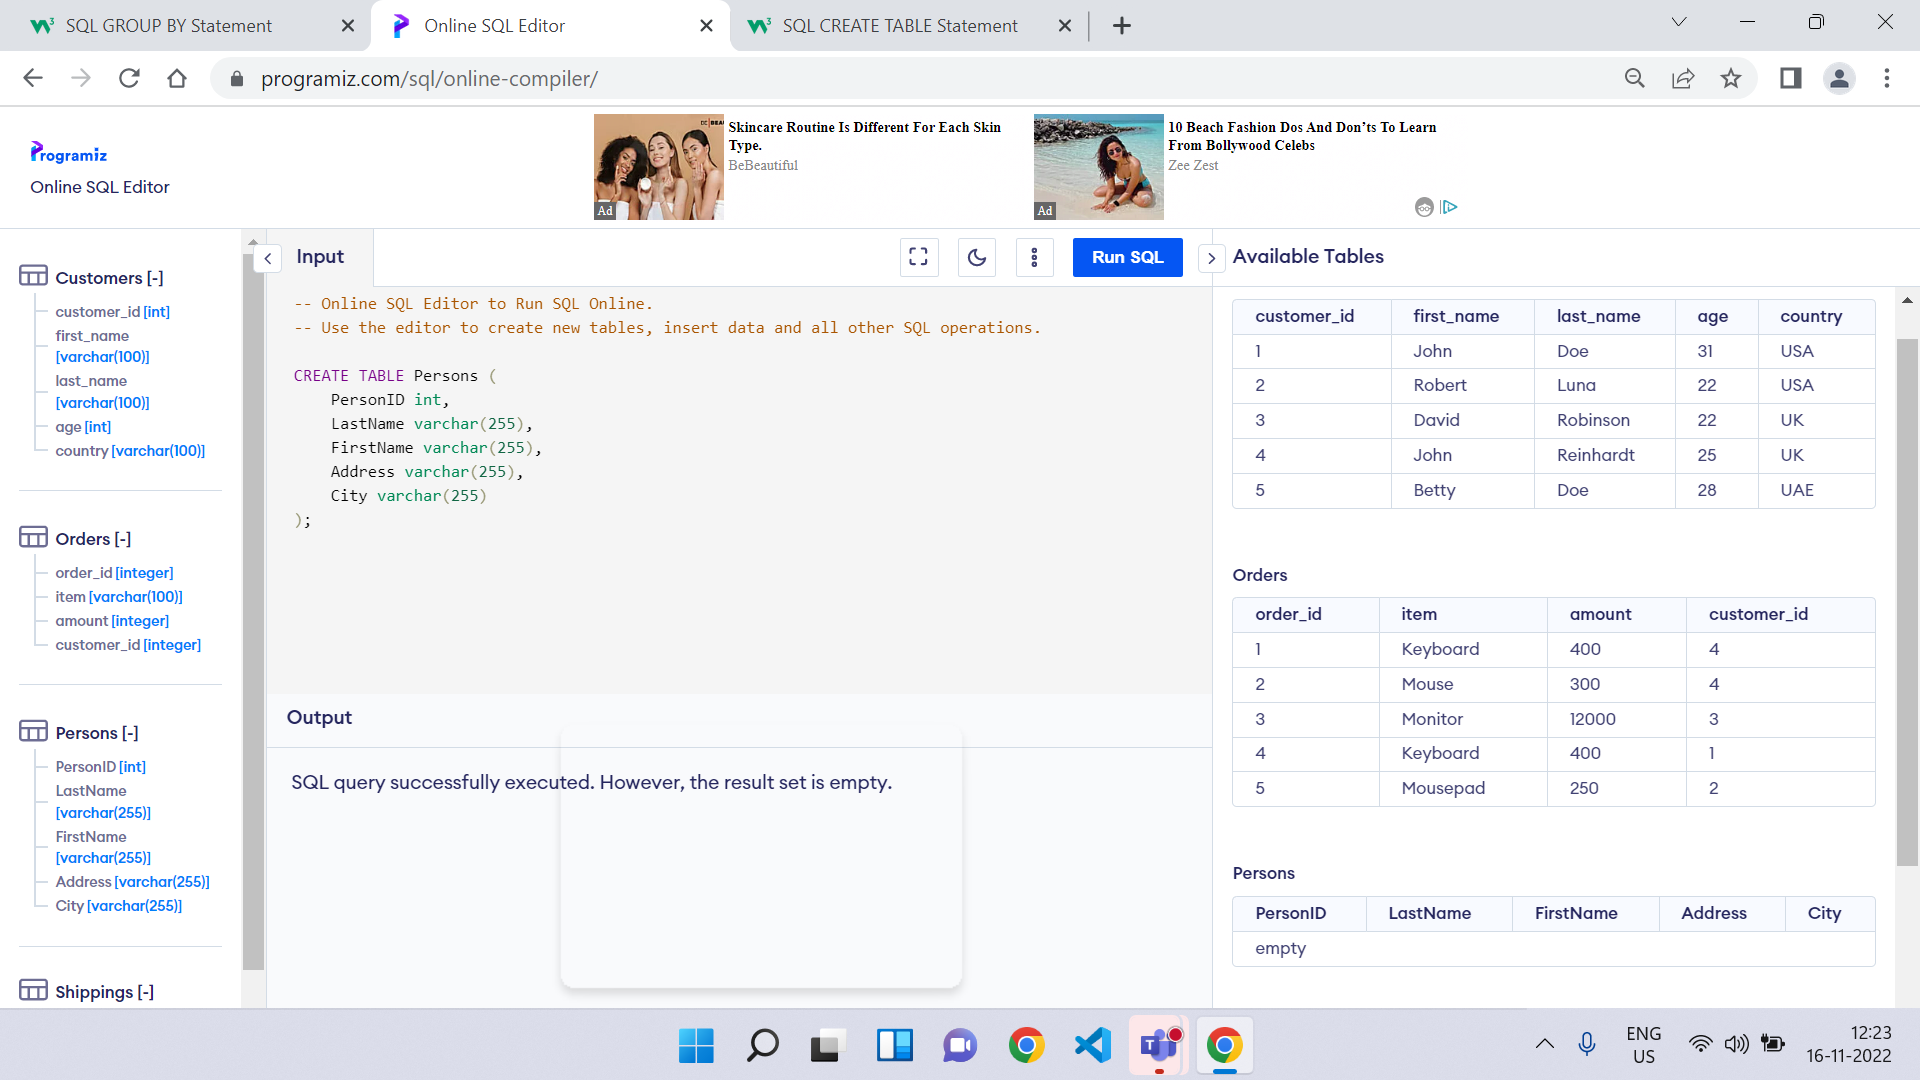 SQL GROUP BY Statement
Online SQL Editor
SQL CREATE TABLE Statement
programiz.com/sql/online-compiler/
Programiz
Online SQL Editor
Skincare Routine Is Different For Each Skin
Type.
BeBeautiful
Ad
10 Beach Fashion Dos And Don’ts To Learn
From Bollywood Celebs
Zee Zest
Ad
Customers [-]
customer_id [int]
first_name
[varchar(100)]
last_name
[varchar(100)]
age [int]
country [varchar(100)]
Orders [-]
order_id [integer]
item [varchar(100)]
amount [integer]
customer_id [integer]
Persons [-]
PersonID [int]
LastName
[varchar(255)]
FirstName
[varchar(255)]
Address [varchar(255)]
City [varchar(255)]
Shippings [-]
Input
Run SQL
-- Online SQL Editor to Run SQL Online.
-- Use the editor to create new tables, insert data and all other SQL operations.
CREATE TABLE Persons (
PersonID int,
LastName varchar(255),
FirstName varchar(255),
Address varchar(255),
City varchar(255)
);
Output
SQL query successfully executed. However, the result set is empty.
Available Tables
customer_id first_name last_name age country
1 John Doe 31 USA
2 Robert Luna 22 USA
3 David Robinson 22 UK
4 John Reinhardt 25 UK
5 Betty Doe 28 UAE
Orders
order_id item amount customer_id
1 Keyboard 400 4
2 Mouse 300 4
3 Monitor 12000 3
4 Keyboard 400 1
5 Mousepad 250 2
Persons
PersonID LastName FirstName Address City
empty
ENG
US
12:23
16-11-2022